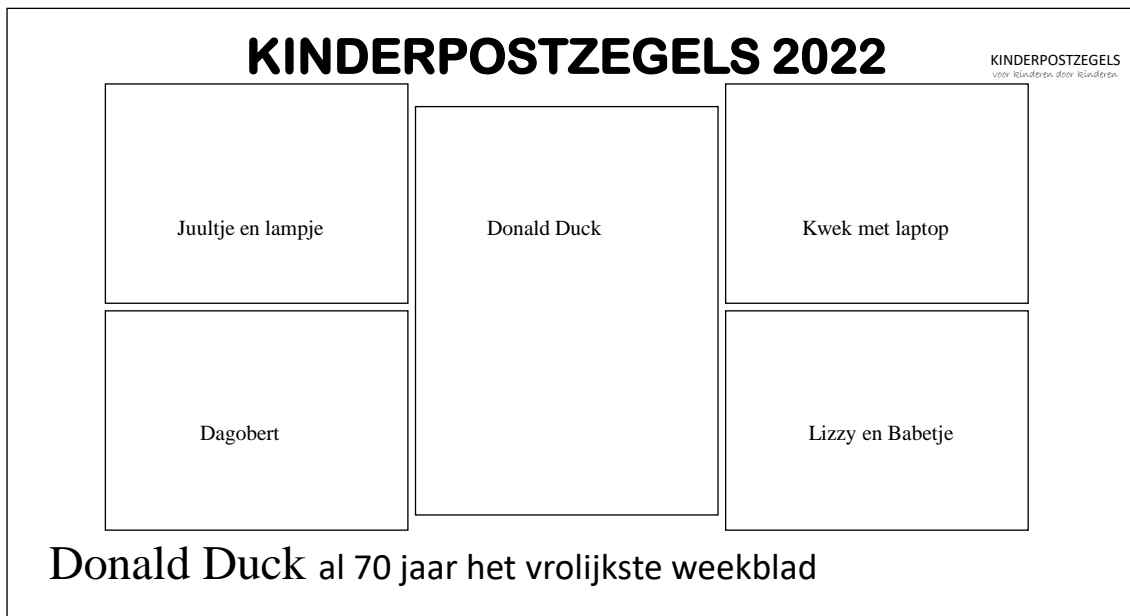 KINDERPOSTZEGELS 2022
KINDERPOSTZEGELS
voor kinderen door kinderen
Juultje en lampje
Donald Duck
Kwek met laptop
Dagobert
Lizzy en Babetje
Donald Duck al 70 jaar het vrolijkste weekblad